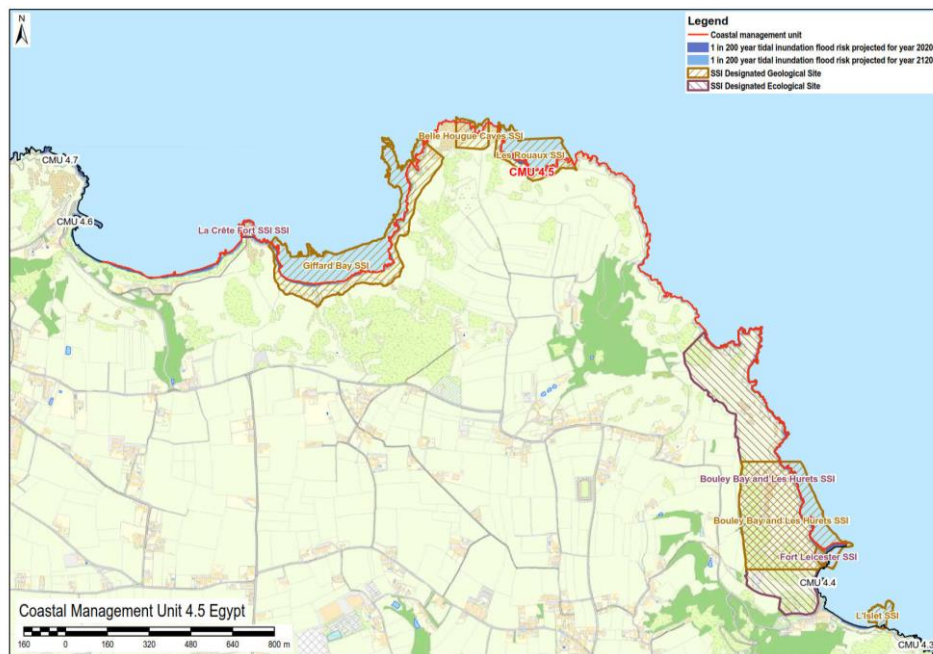 N
Legend
Coastal management unit
1 in 200 year tidal inundation flood risk projected for year 2020
1 in 200 year tidal inundation flood risk projected for year 2120
SSI Designated Geological Site
SSI Designated Ecological Site
Belle Hougue Caves SSI
Les Rouaux SSI
CMU 4.5
CMU 4.7
CMU 4.6
La Crête Fort SSI SSI
Giffard Bay SSI
Bouley Bay and Les Hurets SSI
Bouley Bay and Les Hurets SSI
Fort Leicester SSI
CMU 4.4
L'Islet SSI
CMU 4.3
Coastal Management Unit 4.5 Egypt
160 0 160 320 480 640 800 m